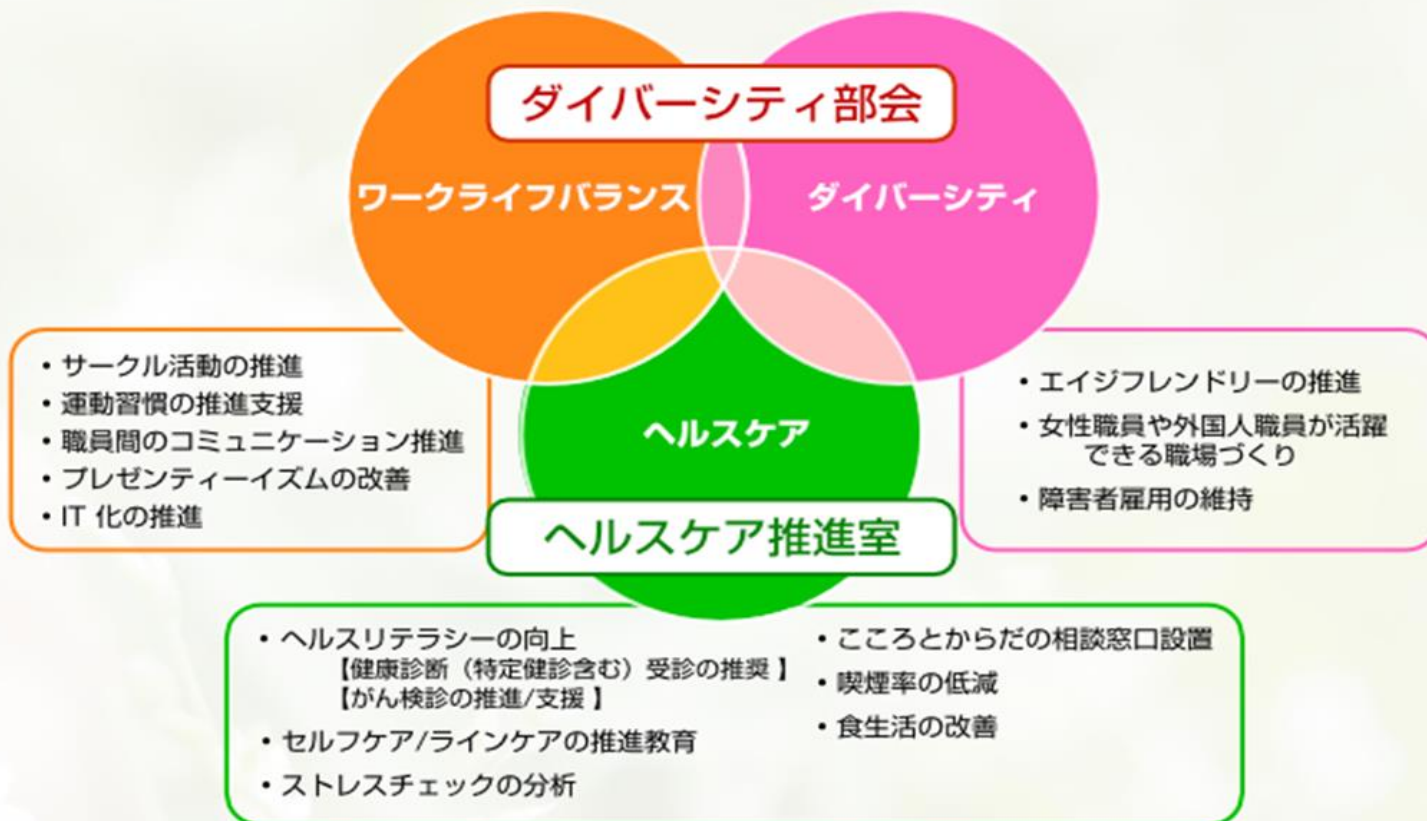 ダイバーシティ部会
ワークライフバランス
ダイバーシティ
・サークル活動の推進
・運動習慣の推進支援
・職員間のコミュニケーション推進
・プレゼンティーイズムの改善
・IT 化の推進
・エイジフレンドリーの推進
・女性職員や外国人職員が活躍
できる職場づくり
・障害者雇用の維持
ヘルスケア
ヘルスケア推進室
・ヘルスリテラシーの向上
【健康診断（特定健診含む）受診の推奨 】
【がん検診の推進/支援 】
・セルフケア/ラインケアの推進教育
・ストレスチェックの分析
・こころとからだの相談窓口設置
・喫煙率の低減
・食生活の改善